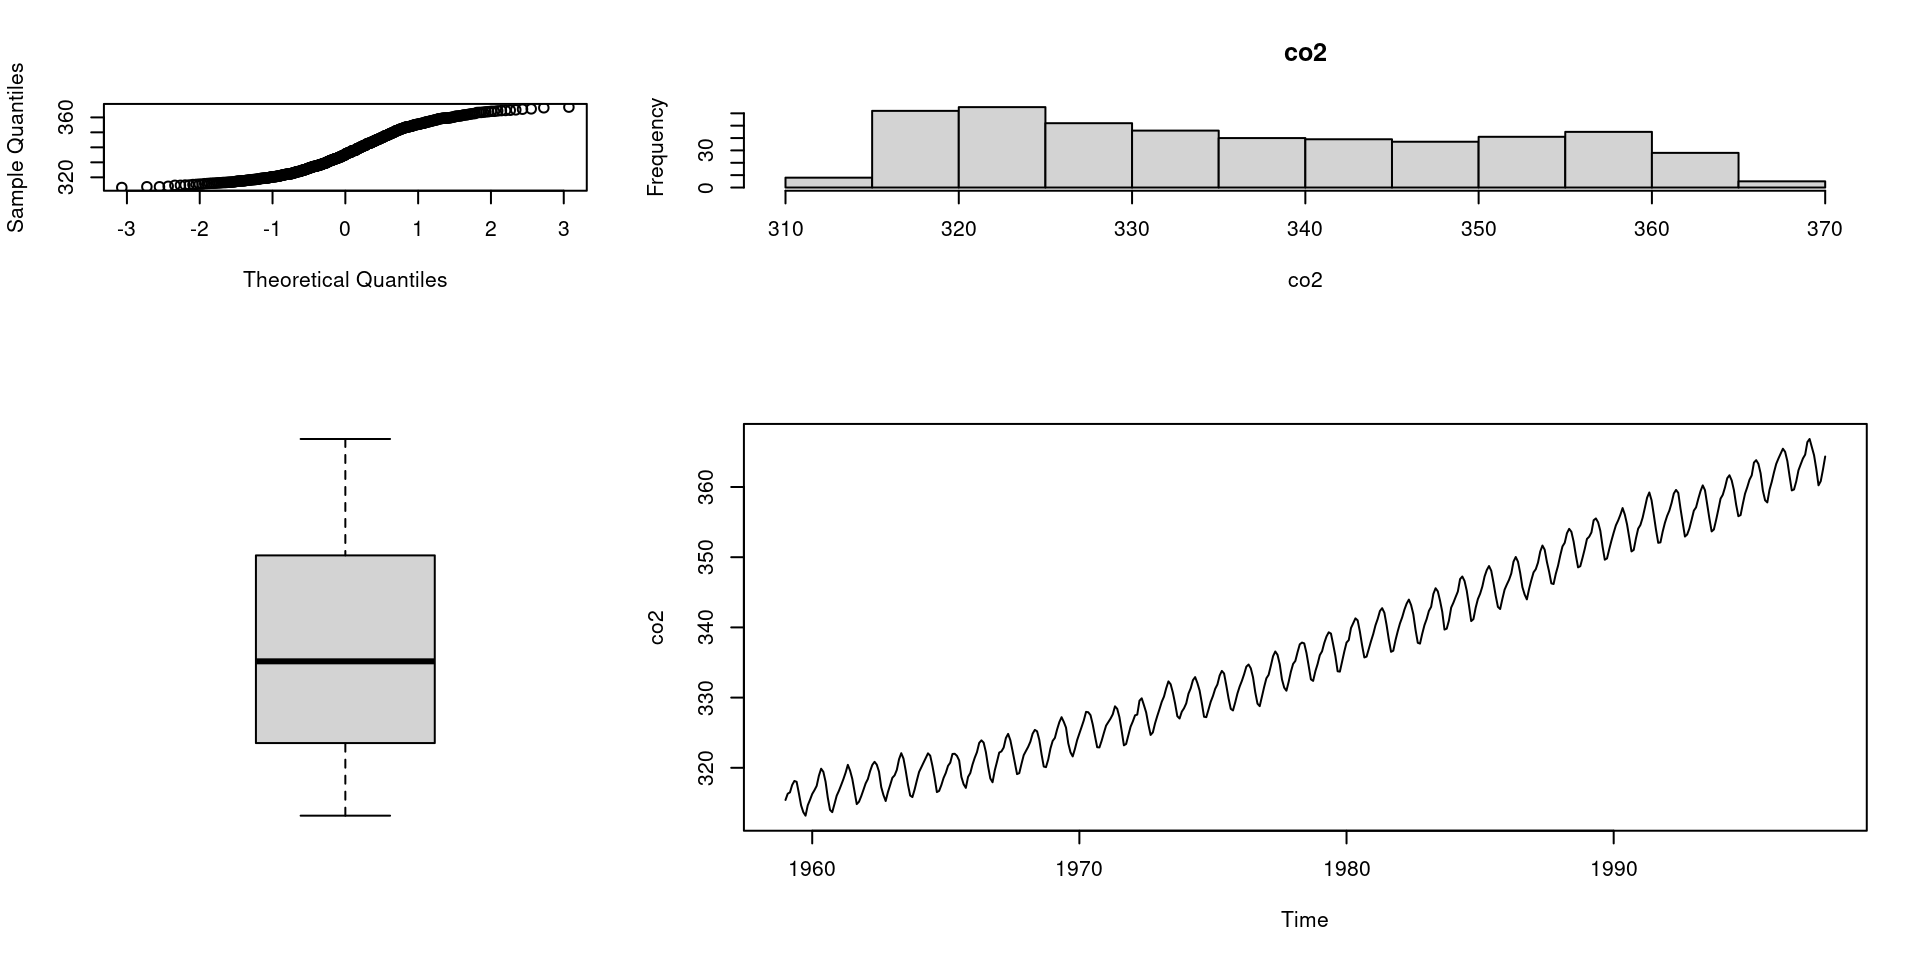 Sample Quantiles
320 360
-3 -2 -1 0 1 2 3
Theoretical Quantiles
co2
Frequency
0 30
310 320 330 340 350 360 370
co2
co2
320 330 340 350 360
1960 1970 1980 1990
Time